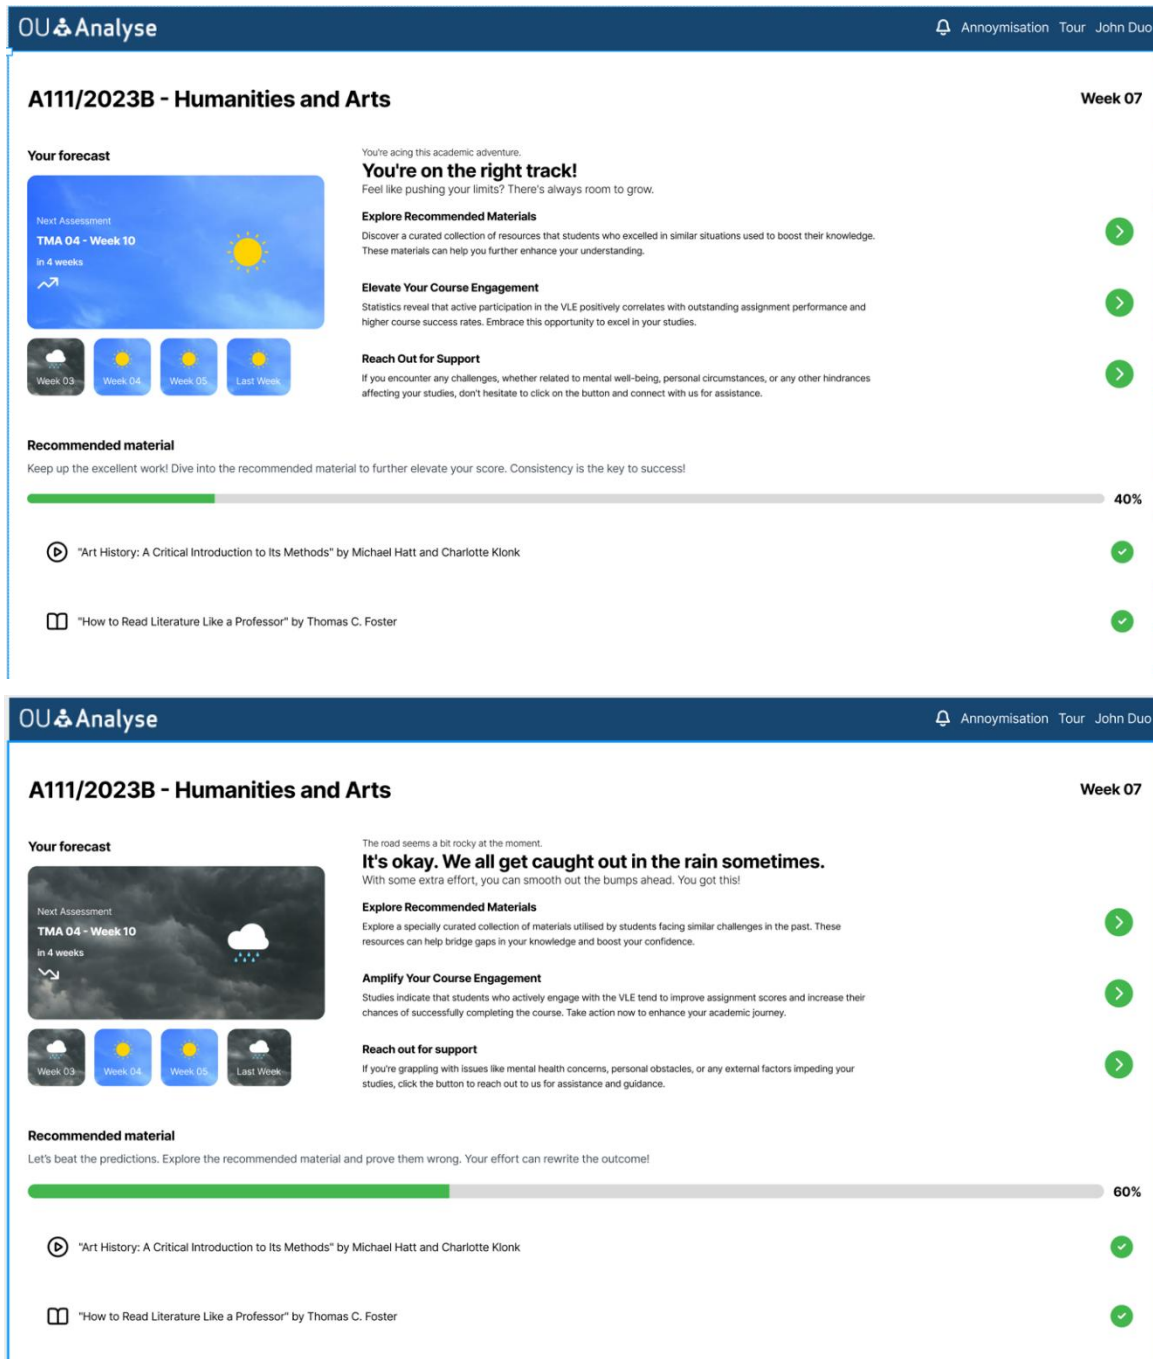 OU Analyse
Annoymisation Tour John Duo
A111/2023B - Humanities and Arts
Week 07
Your forecast
Next Assessment
TMA 04 - Week 10
in 4 weeks
Week 03
Week 04
Week 05
Last Week
You're acing this academic adventure.
You're on the right track!
Feel like pushing your limits? There's always room to grow.
Explore Recommended Materials
Discover a curated collection of resources that students who excelled in similar situations used to boost their knowledge.
These materials can help you further enhance your understanding.
Elevate Your Course Engagement
Statistics reveal that active participation in the VLE positively correlates with outstanding assignment performance and
higher course success rates. Embrace this opportunity to excel in your studies.
Reach Out for Support
If you encounter any challenges, whether related to mental well-being, personal circumstances, or any other hindrances
affecting your studies, don't hesitate to click on the button and connect with us for assistance.
Recommended material
Keep up the excellent work! Dive into the recommended material to further elevate your score. Consistency is the key to success!
40%
"Art History: A Critical Introduction to Its Methods" by Michael Hatt and Charlotte Klonk
"How to Read Literature Like a Professor" by Thomas C. Foster
OU Analyse
Annoymisation Tour John Duo
A111/2023B - Humanities and Arts
Week 07
Your forecast
Next Assessment
TMA 04 - Week 10
in 4 weeks
Week 03
Week 04
Week 05
Last Week
The road seems a bit rocky at the moment.
It's okay. We all get caught out in the rain sometimes.
With some extra effort, you can smooth out the bumps ahead. You got this!
Explore Recommended Materials
Explore a specially curated collection of materials utilised by students facing similar challenges in the past. These
resources can help bridge gaps in your knowledge and boost your confidence.
Amplify Your Course Engagement
Studies indicate that students who actively engage with the VLE tend to improve assignment scores and increase their
chances of successfully completing the course. Take action now to enhance your academic journey.
Reach out for support
If you're grappling with issues like mental health concerns, personal obstacles, or any external factors impeding your
studies, click the button to reach out to us for assistance and guidance.
Recommended material
Let's beat the predictions. Explore the recommended material and prove them wrong. Your effort can rewrite the outcome!
60%
"Art History: A Critical Introduction to Its Methods" by Michael Hatt and Charlotte Klonk
"How to Read Literature Like a Professor" by Thomas C. Foster